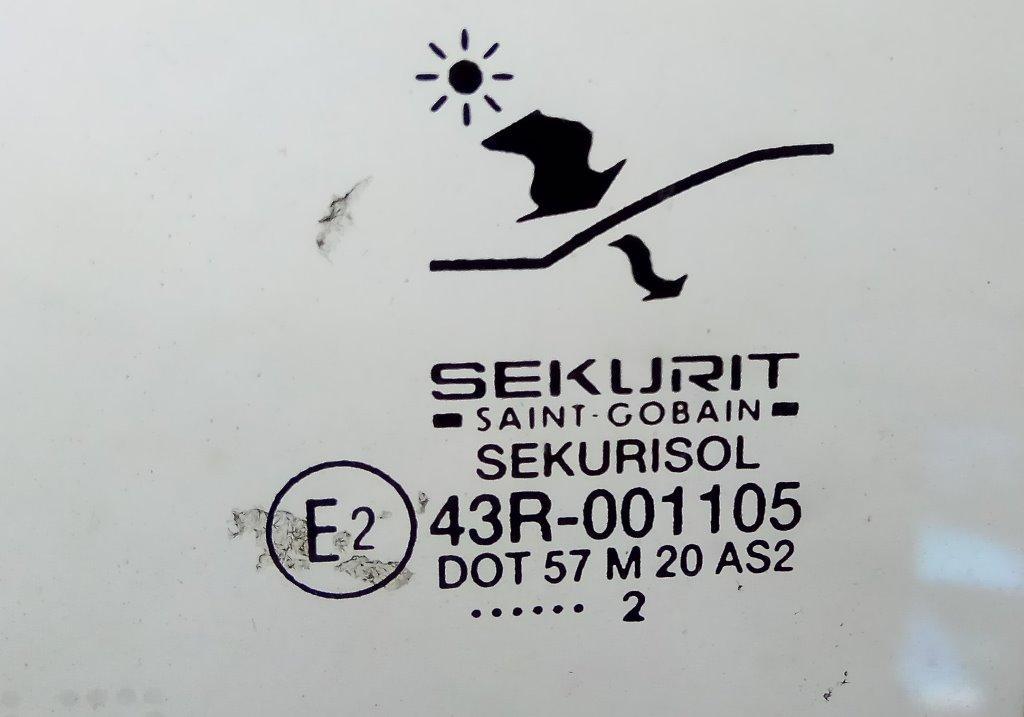 SEKURIT
SAINT-GOBAIN
SEKURISOL
E2 43R-001105
DOT 57 M 20 AS2
...... 2